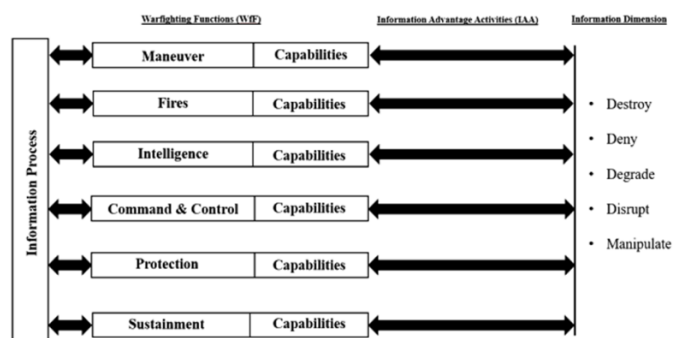 Warfighting Functions (WfF)
Information Advantage Activities (IAA)
Information Dimension
Information Process
Maneuver
Capabilities
Fires
Capabilities
Intelligence
Capabilities
Command & Control
Capabilities
Protection
Capabilities
Sustainment
Capabilities
• Destroy
• Deny
• Degrade
• Disrupt
• Manipulate